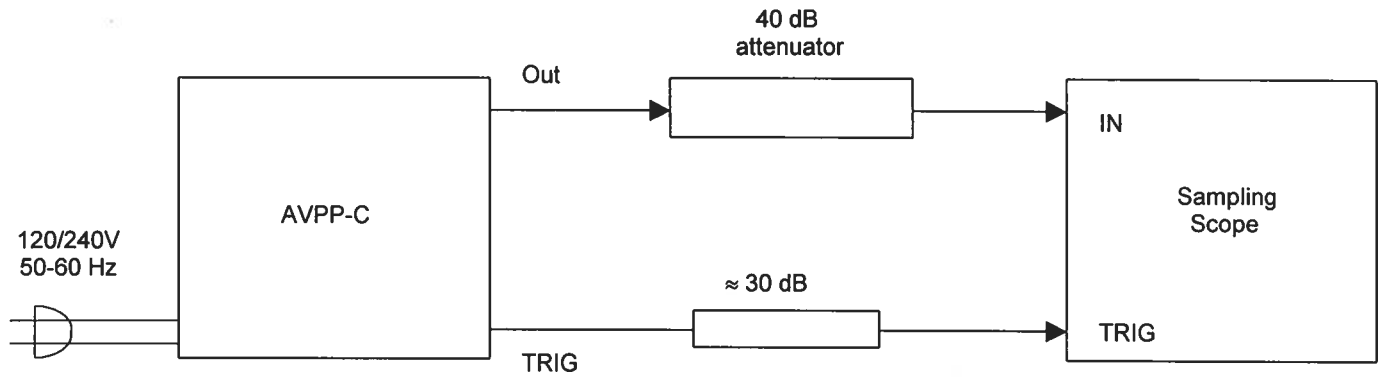 40 dB
attenuator
Out
IN
AVPP-C
Sampling
Scope
120/240V
50-60 Hz
≈ 30 dB
TRIG
TRIG